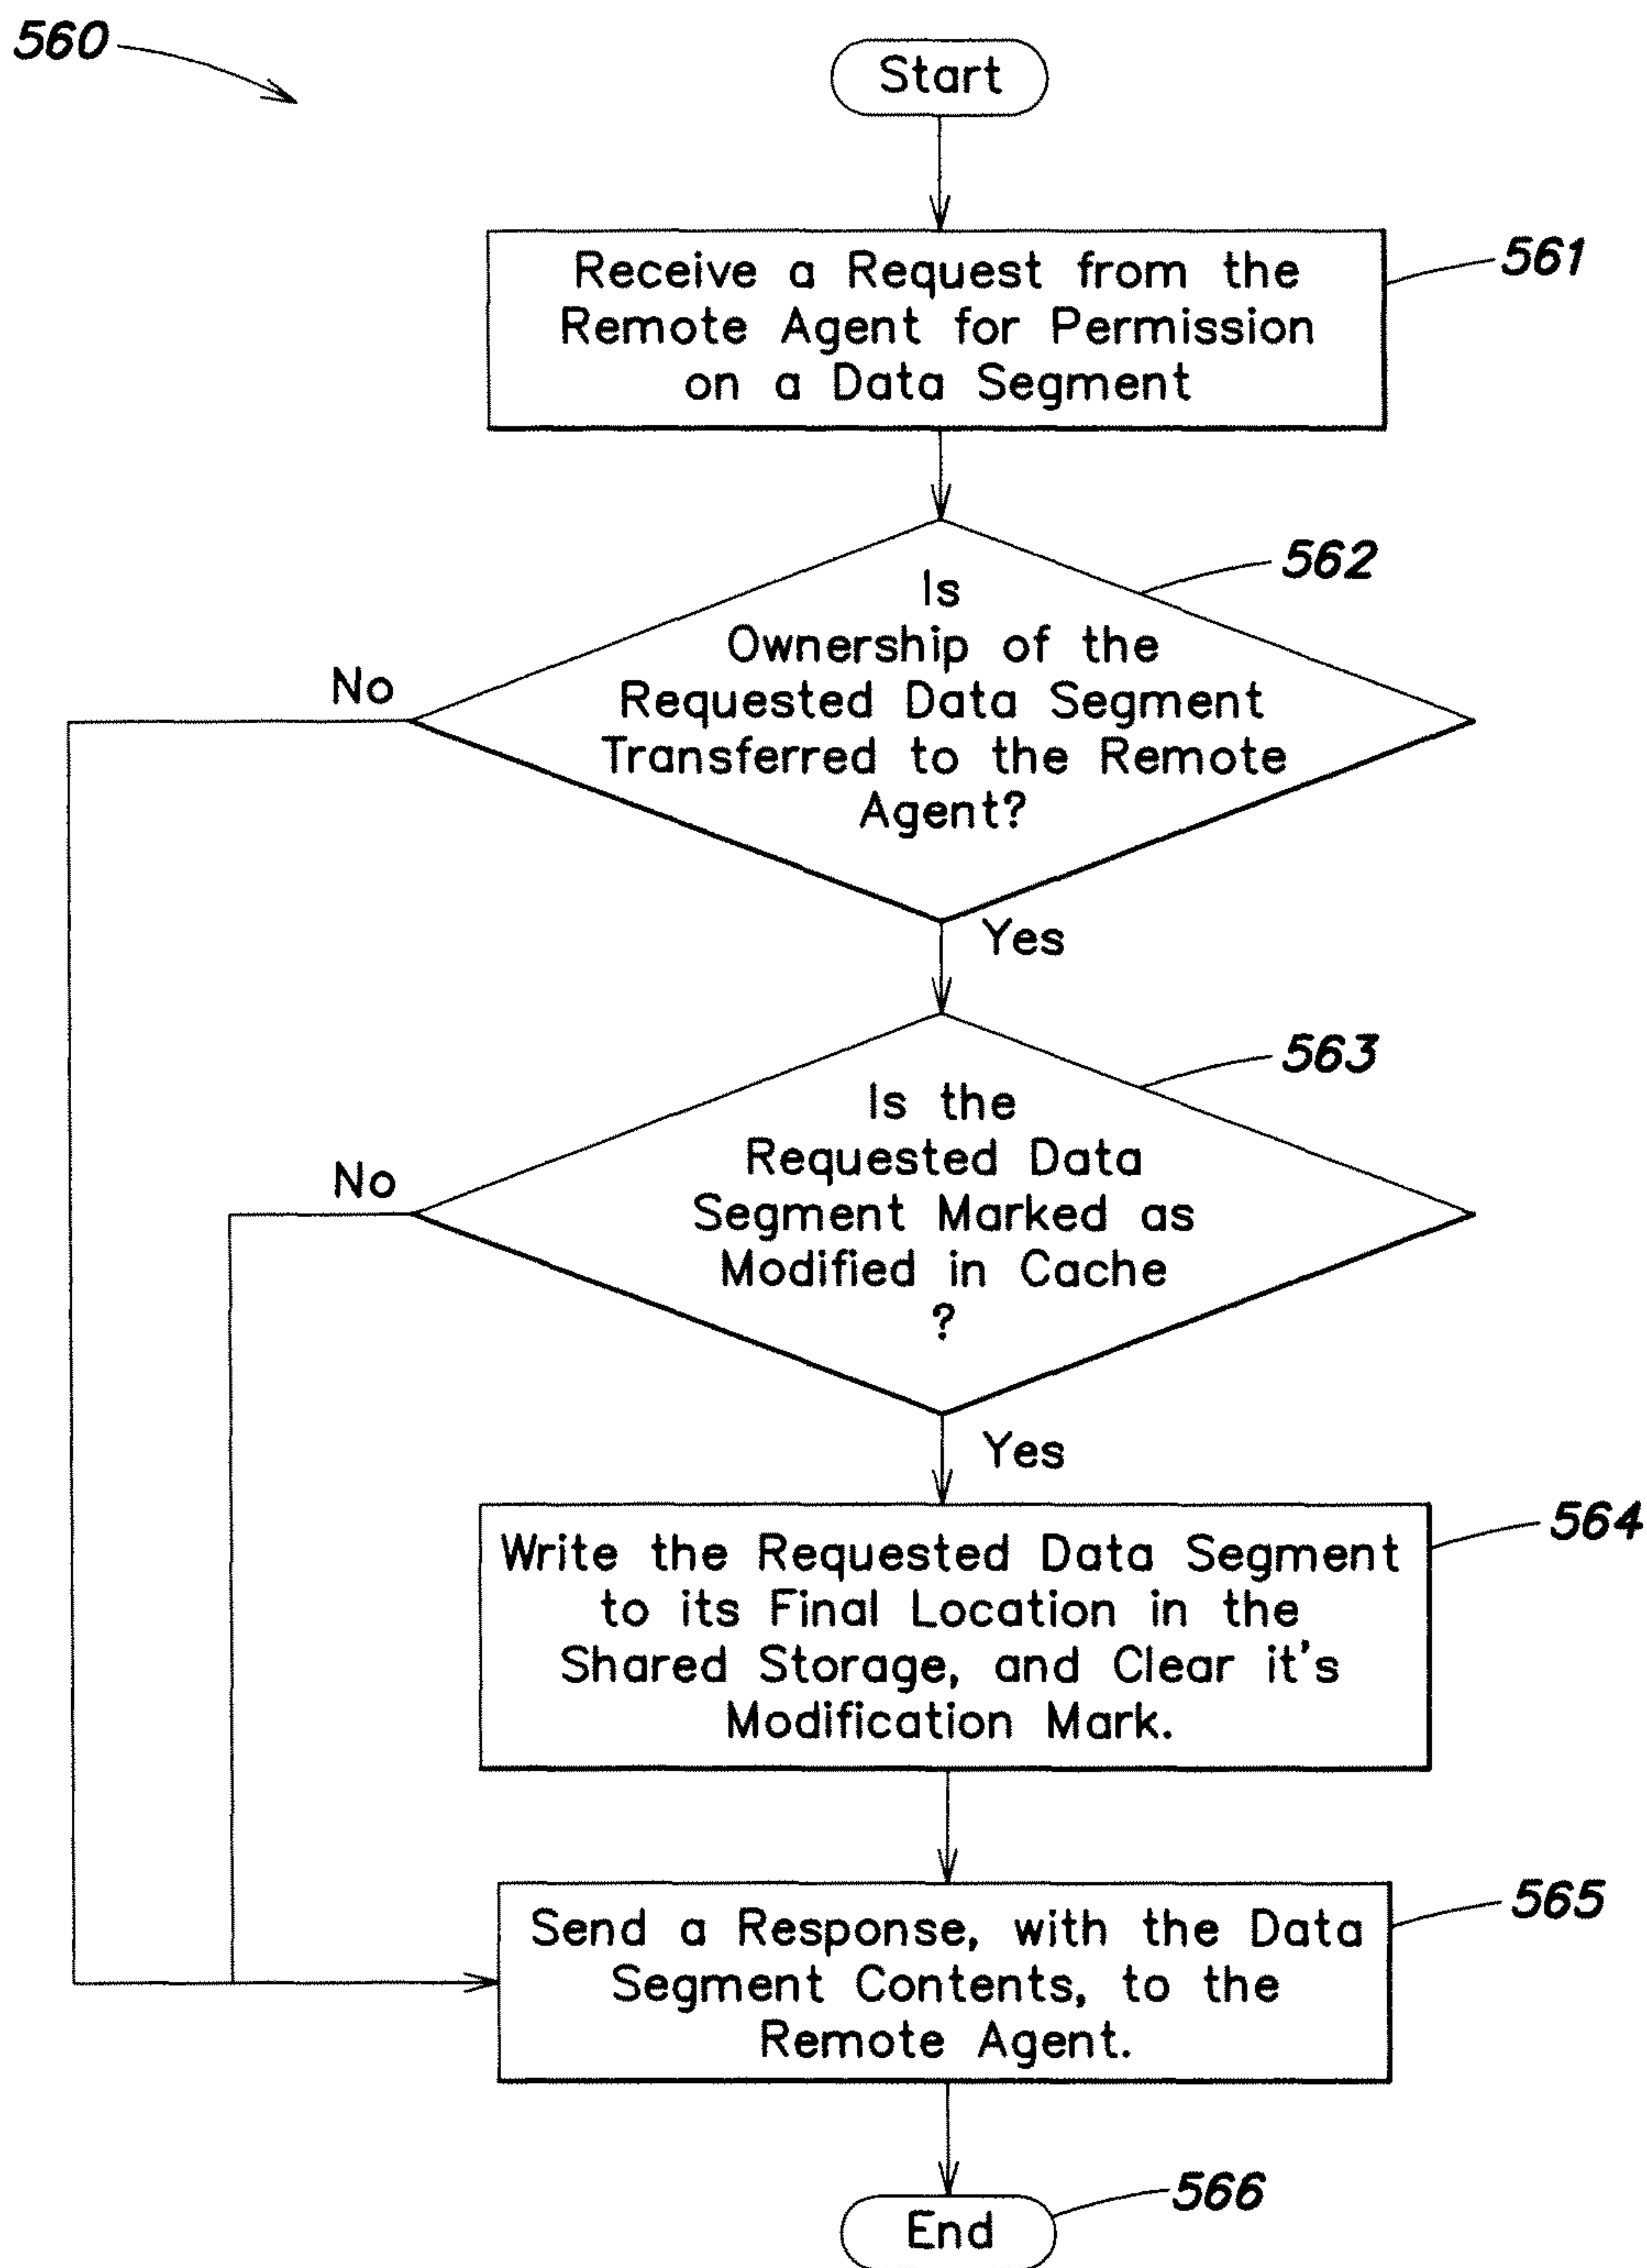 560
Start
Receive a Request from the
Remote Agent for Permission
on a Data Segment
561
562
Is
Ownership of the
Requested Data Segment
Transferred to the Remote
Agent?
No
Yes
563
Is the
Requested Data
Segment Marked as
Modified in Cache
?
No
Yes
564
Write the Requested Data Segment
to its Final Location in the
Shared Storage, and Clear it's
Modification Mark.
565
Send a Response, with the Data
Segment Contents, to the
Remote Agent.
566
End